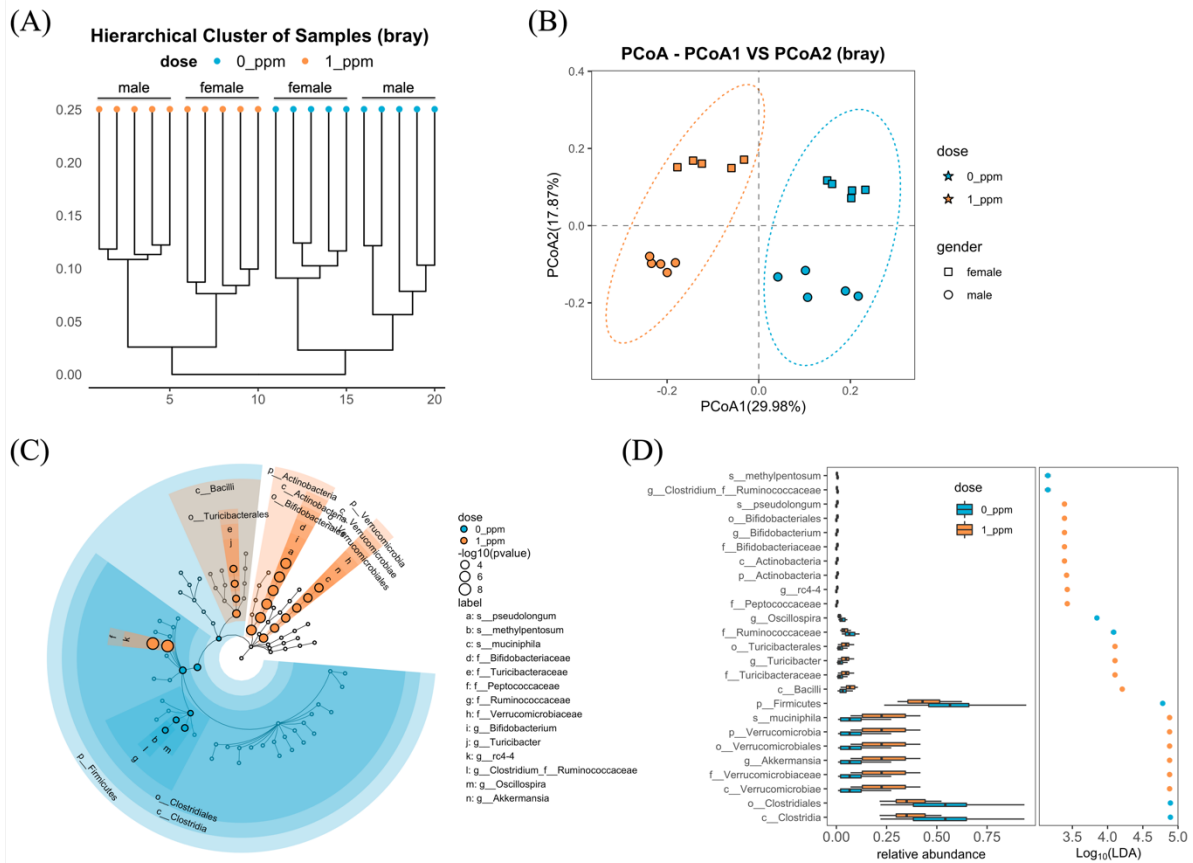 (A)
Hierarchical Cluster of Samples (bray)
dose 0_ppm 1_ppm
male female female male
0.25
0.20
0.15
0.10
0.05
0.00
5 10 15 20
(B)
PCoA - PCoA1 VS PCoA2 (bray)
0.4
0.2
0.0
-0.2
PCoA2(17.87%)
-0.2 0.0 0.2
PCoA1(29.98%)
dose
0_ppm
1_ppm
gender
female
male
(C)
p__Actinobacteria
c__Actinobacteria
o__Bifidobacteriales
p__Verrucomicrobia
c__Verrucomicrobiae
o__Verrucomicrobiales
c__Bacilli
o__Turicibacterales
e
j
d
i
a
h
n
c
f
k
g
l
b
m
p__Firmicutes
o__Clostridiales
c__Clostridia
dose
0_ppm
1_ppm
-log10(pvalue)
4
6
8
label
a: s__pseudolongum
b: s__methylpentosum
c: s__muciniphila
d: f__Bifidobacteriaceae
e: f__Turicibacteraceae
f: f__Peptococcaceae
g: f__Ruminococcaceae
h: f__Verrucomicrobiaceae
i: g__Bifidobacterium
j: g__Turicibacter
k: g__rc4-4
l: g__Clostridium_f__Ruminococcaceae
m: g__Oscillospira
n: g__Akkermansia
(D)
s__methylpentosum
g__Clostridium_f__Ruminococcaceae
s__pseudolongum
o__Bifidobacteriales
g__Bifidobacterium
f__Bifidobacteriaceae
c__Actinobacteria
p__Actinobacteria
g__rc4-4
f__Peptococcaceae
g__Oscillospira
f__Ruminococcaceae
o__Turicibacterales
g__Turicibacter
f__Turicibacteraceae
c__Bacilli
p__Firmicutes
s__muciniphila
p__Verrucomicrobia
o__Verrucomicrobiales
g__Akkermansia
f__Verrucomicrobiaceae
c__Verrucomicrobiae
o__Clostridiales
c__Clostridia
dose
0_ppm
1_ppm
0.00 0.25 0.50 0.75
relative abundance
3.5 4.0 4.5 5.0
Log10(LDA)